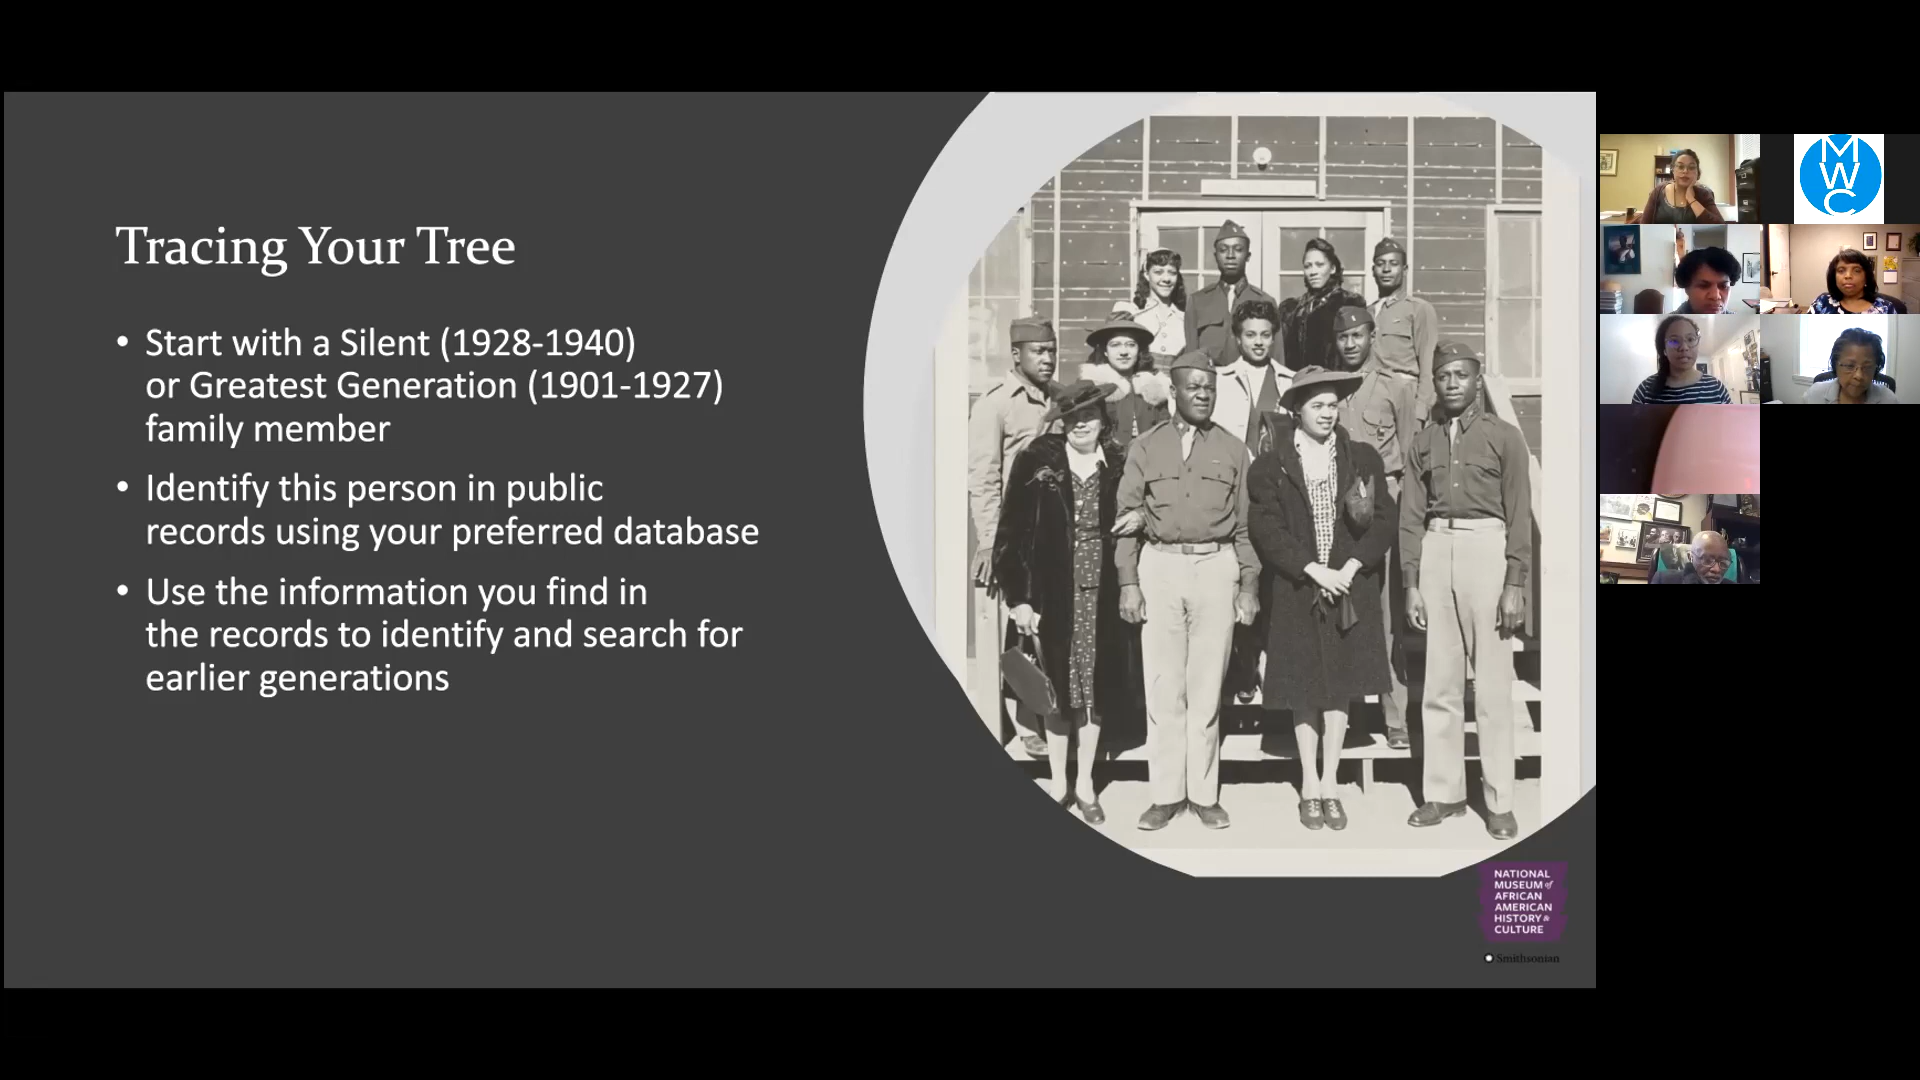 Tracing Your Tree
• Start with a Silent (1928-1940)
or Greatest Generation (1901-1927)
family member
• Identify this person in public
records using your preferred database
• Use the information you find in
the records to identify and search for
earlier generations
NATIONAL
MUSEUM of
AFRICAN
AMERICAN
HISTORY &
CULTURE
Smithsonian
M
W
C